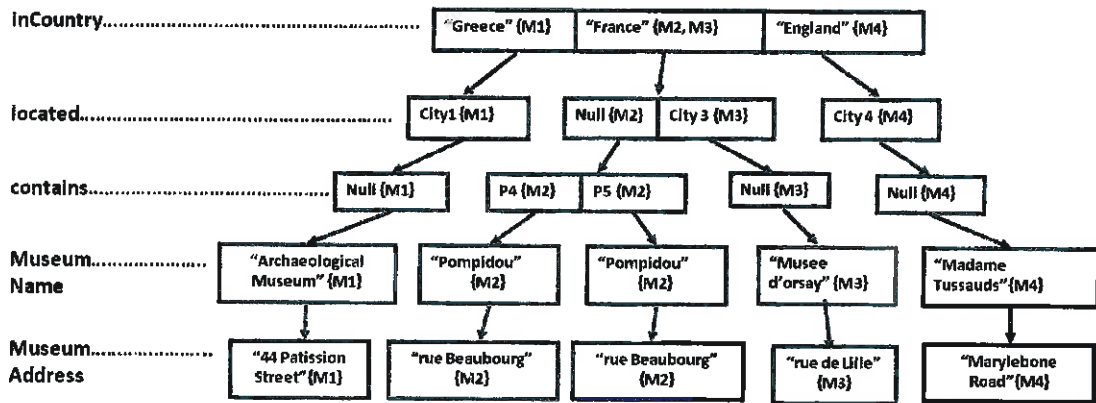 inCountry........................................................ "Greece" {M1} "France" {M2, M3} "England" {M4}
located.......................................................... City1 {M1} Null {M2} City 3 {M3} City 4 {M4}
contains........................................ Null {M1} P4 {M2} P5 {M2} Null {M3} Null {M4}
Museum.................... "Archaeological "Pompidou" "Pompidou" "Musee "Madame
Name Museum" {M1} {M2} {M2} d'orsay" {M3} Tussauds" {M4}
Museum.................... "44 Patission "rue Beaubourg" "rue Beaubourg" "rue de Lille" "Marylebone
Address Street"{M1} {M2} {M2} {M3} Road"{M4}